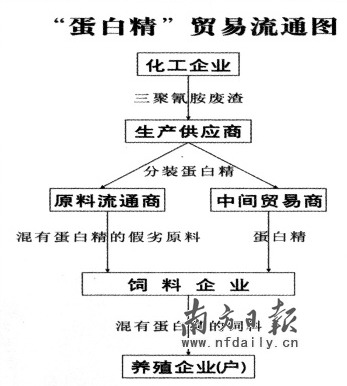 “蛋白精”贸易流通图
化工企业
三聚氰胺废渣
生产供应商
分装蛋白精
原料流通商 中间贸易商
混有蛋白精的假劣原料 蛋白精
饲料企业
南方日报
混有蛋白精的饲料
www.nfdaily.cn
养殖企业(户)